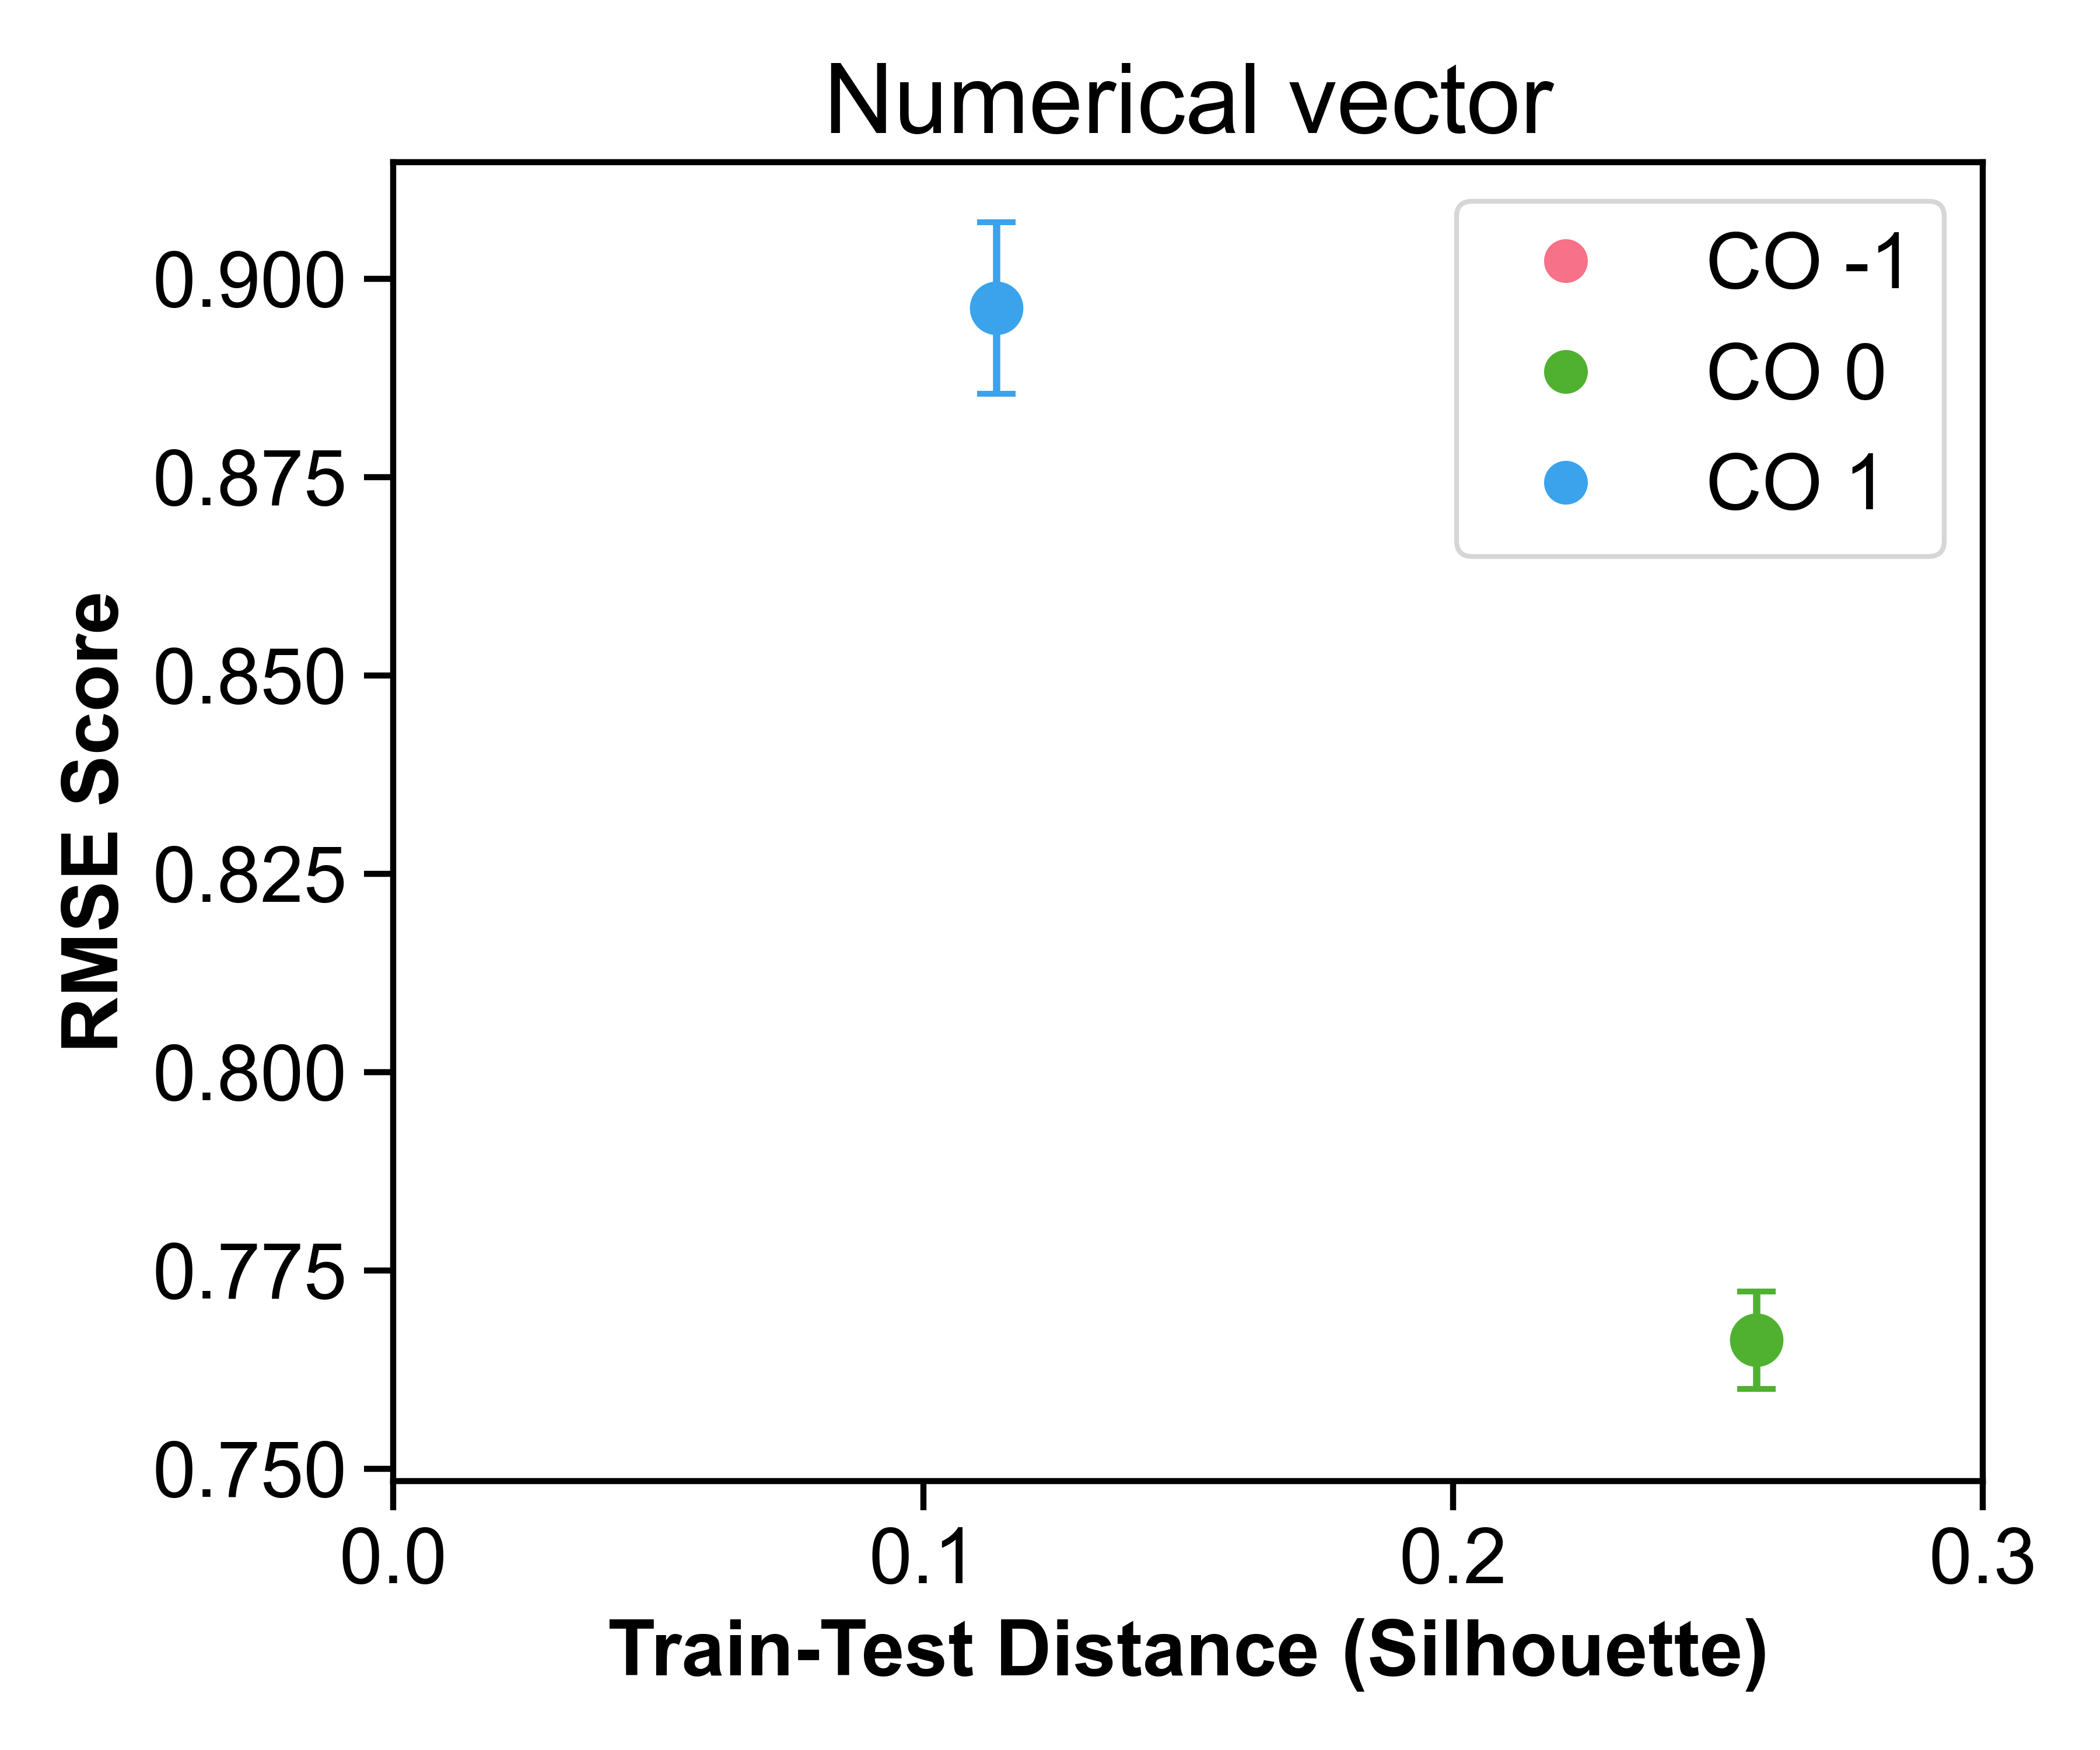 Numerical vector
CO -1
CO 0
CO 1
RMSE Score
0.900
0.875
0.850
0.825
0.800
0.775
0.750
0.0 0.1 0.2 0.3
Train-Test Distance (Silhouette)